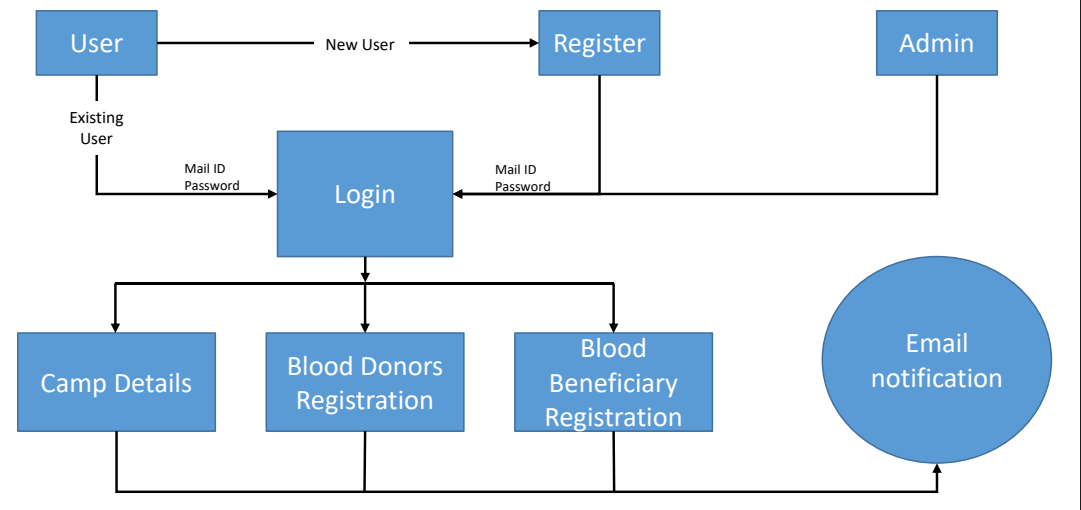 User
New User
Register
Admin
Existing
User
Mail ID
Password
Login
Mail ID
Password
Camp Details
Blood Donors
Registration
Blood
Beneficiary
Registration
Email
notification